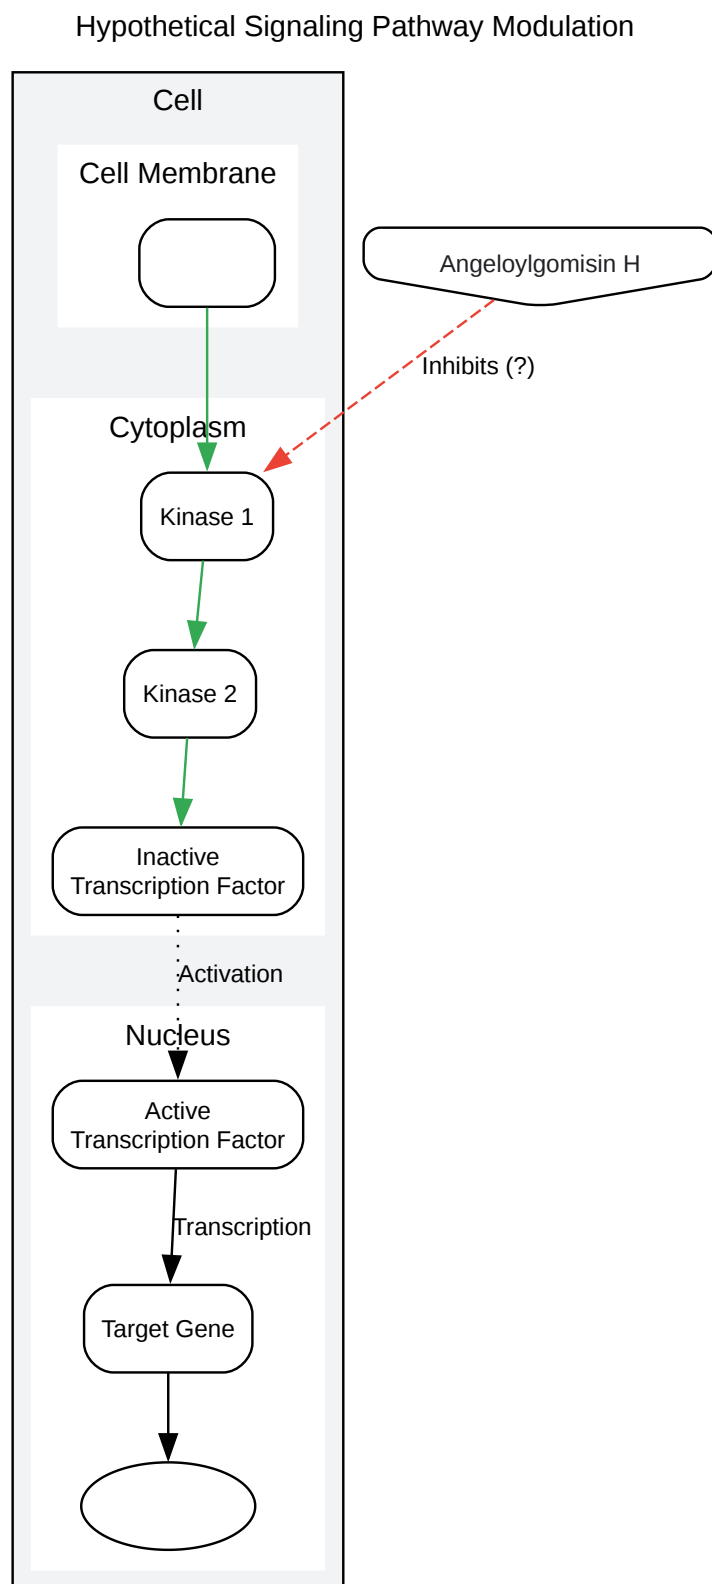 Hypothetical Signaling Pathway Modulation
Cell
Cell Membrane
Angeloylgomisin H
Inhibits (?)
Cytoplasm
Kinase 1
Kinase 2
Inactive
Transcription Factor
Activation
Nucleus
Active
Transcription Factor
Transcription
Target Gene